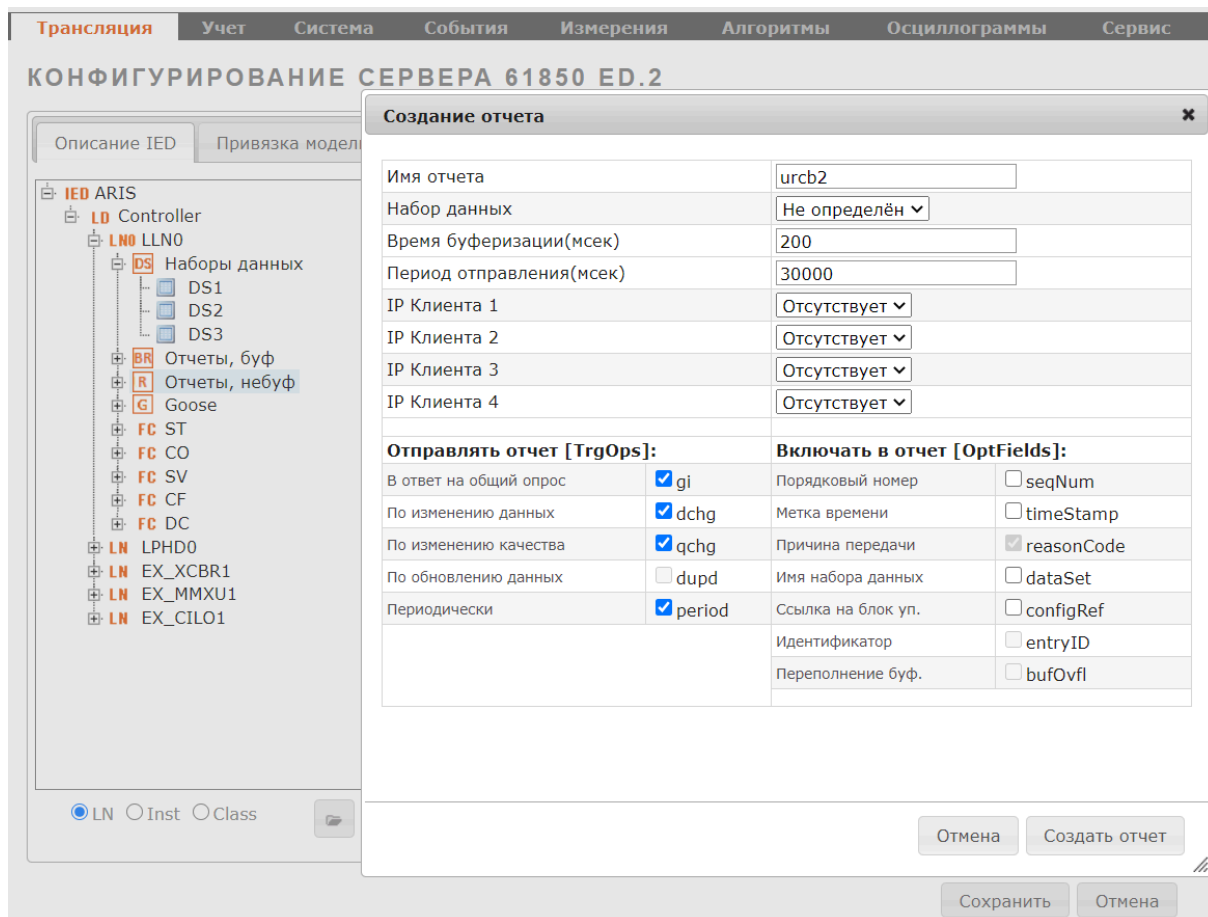 Трансляция Учет Система События Измерения Алгоритмы Осциллограммы Сервис
КОНФИГУРИРОВАНИЕ СЕРВЕРА 61850 ED.2
Описание IED Привязка модел
IED ARIS
LD Controller
LN0 LLN0
DS Наборы данных
DS1
DS2
DS3
BR Отчеты, буф
R Отчеты, небуф
G Goose
FC ST
FC CO
FC SV
FC CF
FC DC
LN LPHD0
LN EX_XCBR1
LN EX_MMXU1
LN EX_CILO1
LN Inst Class
Создание отчета
Имя отчета urcb2
Набор данных Не определён
Время буферизации(мсек) 200
Период отправления(мсек) 30000
IP Клиента 1 Отсутствует
IP Клиента 2 Отсутствует
IP Клиента 3 Отсутствует
IP Клиента 4 Отсутствует
Отправлять отчет [TrgOps]: Включать в отчет [OptFields]:
В ответ на общий опрос gi Порядковый номер seqNum
По изменению данных dchg Метка времени timeStamp
По изменению качества qchg Причина передачи reasonCode
По обновлению данных dupd Имя набора данных dataSet
Периодически period Ссылка на блок уп. configRef
Идентификатор entryID
Переполнение буф. bufOvfl
Отмена Создать отчет
Сохранить Отмена